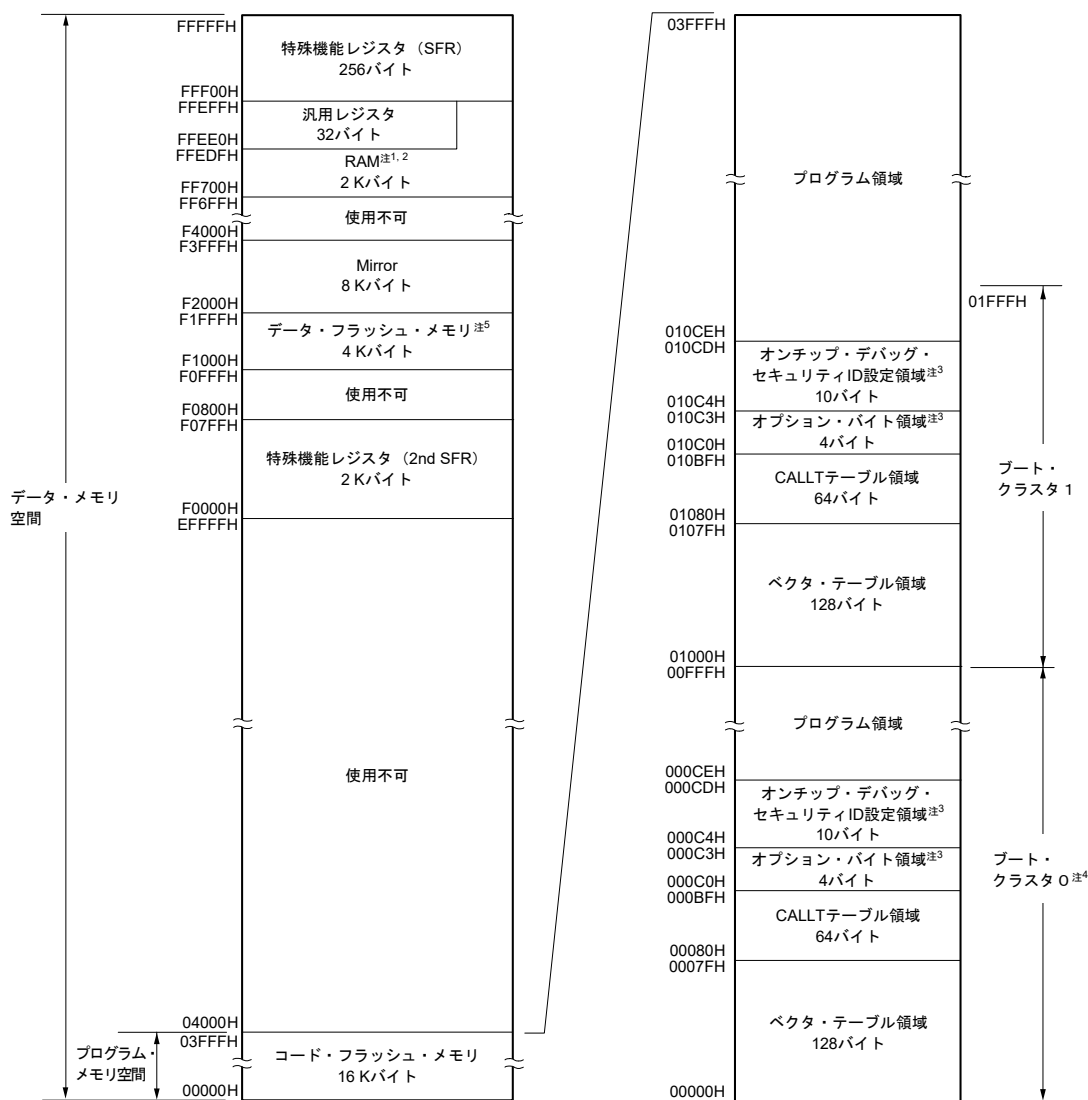 FFFFFH
特殊機能レジスタ（SFR）
256バイト
FFF00H
FFEFFH
汎用レジスタ
32バイト
FFEE0H
FFEDFH
RAM注1, 2
2 Kバイト
FF700H
FF6FFH
使用不可
F4000H
F3FFFH
Mirror
8 Kバイト
F2000H
F1FFFH
データ・フラッシュ・メモリ注5
4 Kバイト
F1000H
F0FFFH
使用不可
F0800H
F07FFH
特殊機能レジスタ（2nd SFR）
2 Kバイト
F0000H
EFFFFH
データ・メモリ
空間
使用不可
04000H
03FFFH
プログラム・
メモリ空間
コード・フラッシュ・メモリ
16 Kバイト
00000H
03FFFH
プログラム領域
01FFFH
010CEH
010CDH
オンチップ・デバッグ・
セキュリティID設定領域注3
10バイト
010C4H
010C3H
オプション・バイト領域注3
4バイト
010C0H
010BFH
CALLTテーブル領域
64バイト
ブート・
クラスタ 1
01080H
0107FH
ベクタ・テーブル領域
128バイト
01000H
00FFFH
プログラム領域
000CEH
000CDH
オンチップ・デバッグ・
セキュリティID設定領域注3
10バイト
000C4H
000C3H
オプション・バイト領域注3
4バイト
ブート・
クラスタ 0注4
000C0H
000BFH
CALLTテーブル領域
64バイト
00080H
0007FH
ベクタ・テーブル領域
128バイト
00000H